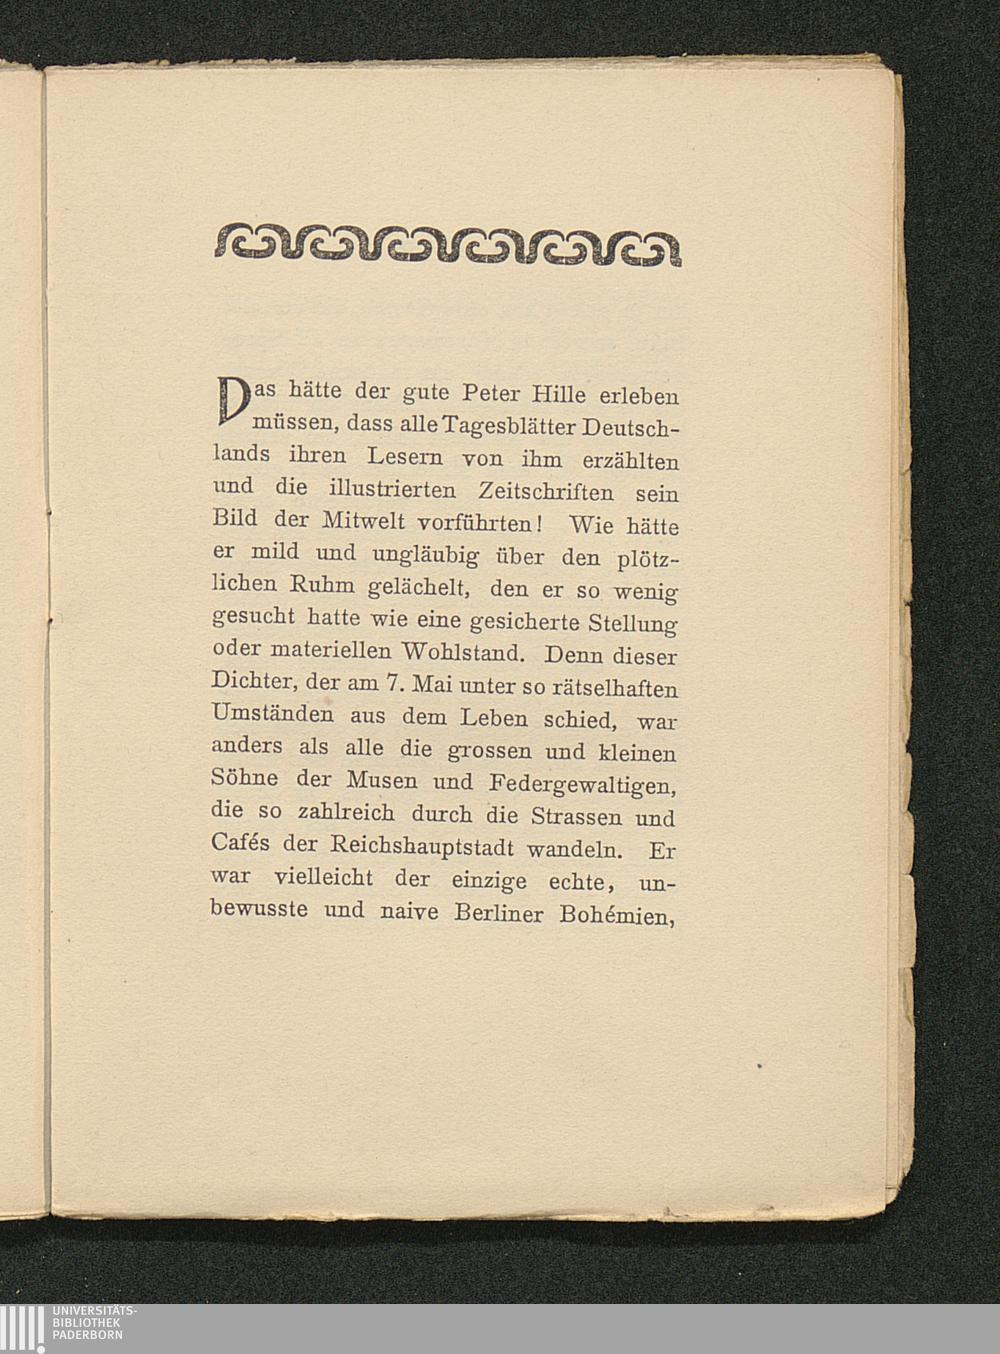 Das hätte der gute Peter Hille erleben
müssen, dass alle Tagesblätter Deutsch-
lands ihren Lesern von ihm erzählten
und die illustrierten Zeitschriften sein
Bild der Mitwelt vorführten! Wie hätte
er mild und ungläubig über den plötz-
lichen Ruhm gelächelt, den er so wenig
gesucht hatte wie eine gesicherte Stellung
oder materiellen Wohlstand. Denn dieser
Dichter, der am 7. Mai unter so rätselhaften
Umständen aus dem Leben schied, war
anders als alle die grossen und kleinen
Söhne der Musen und Federgewaltigen,
die so zahlreich durch die Strassen und
Cafés der Reichshauptstadt wandeln. Er
war vielleicht der einzige echte, un-
bewusste und naive Berliner Bohémien,
UNIVERSITÄTS-
BIBLIOTHEK
PADERBORN